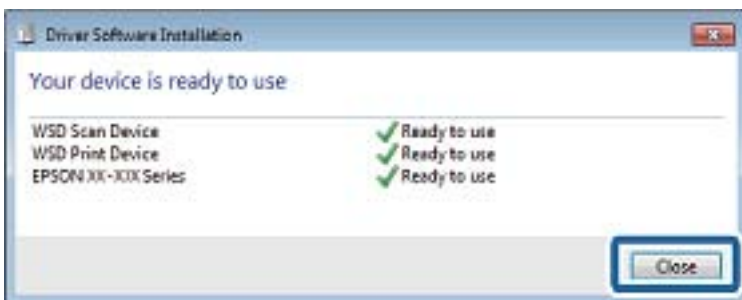 Driver Software Installation
Your device is ready to use
WSD Scan Device Ready to use
WSD Print Device Ready to use
EPSON XX-XXX Series Ready to use
Close